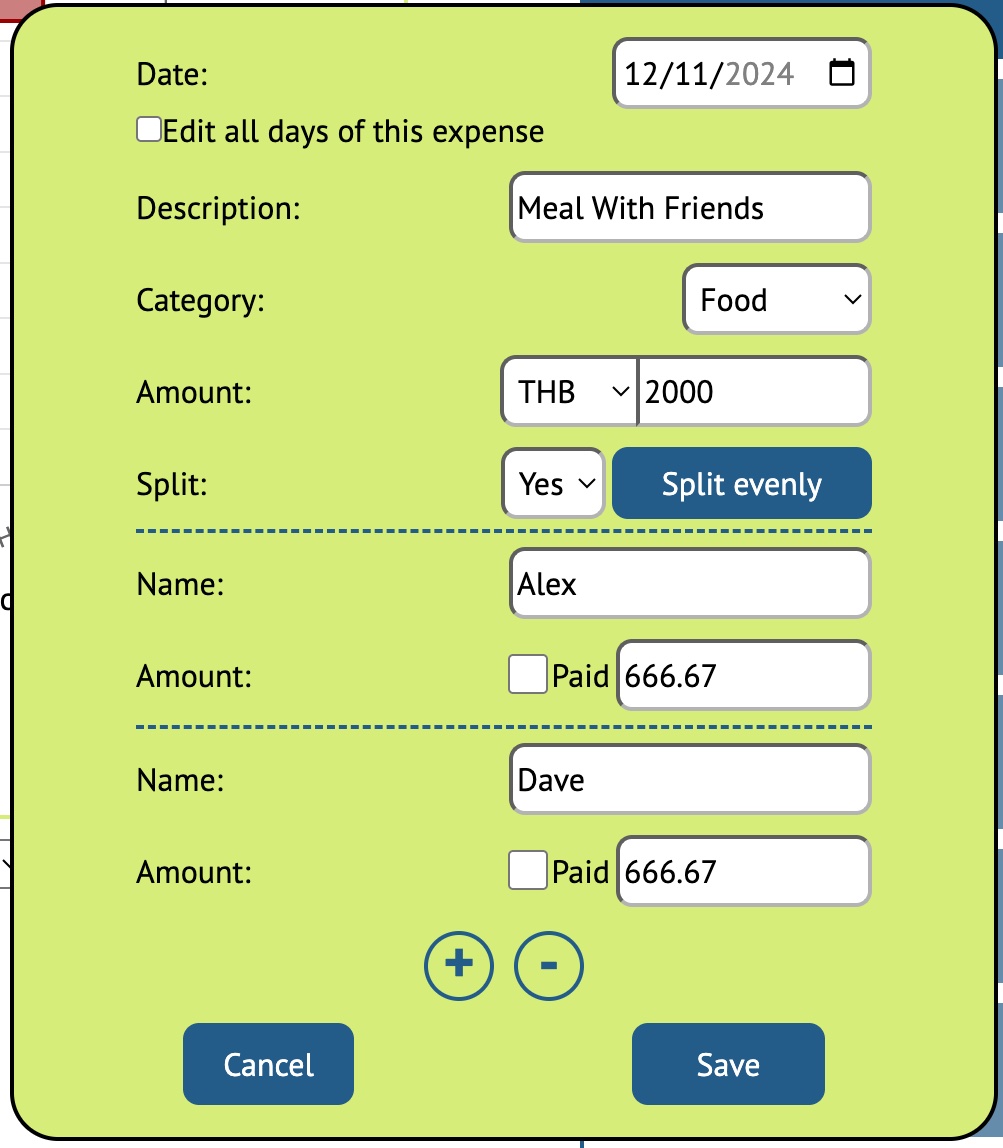 Date: 12/11/2024
Edit all days of this expense
Description: Meal With Friends
Category: Food
Amount: THB 2000
Split: Yes Split evenly
Name: Alex
Amount: Paid 666.67
Name: Dave
Amount: Paid 666.67
+ -
Cancel Save